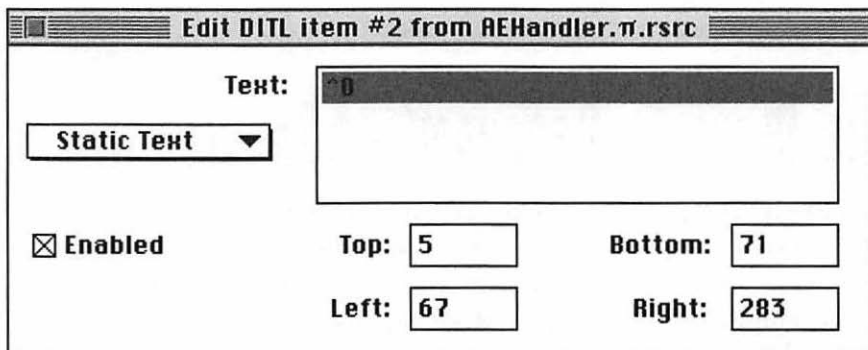 Edit DITL item #2 from AEHandler.π.rsrc
Text: ^0
Static Text
Enabled Top: 5 Bottom: 71
Left: 67 Right: 283